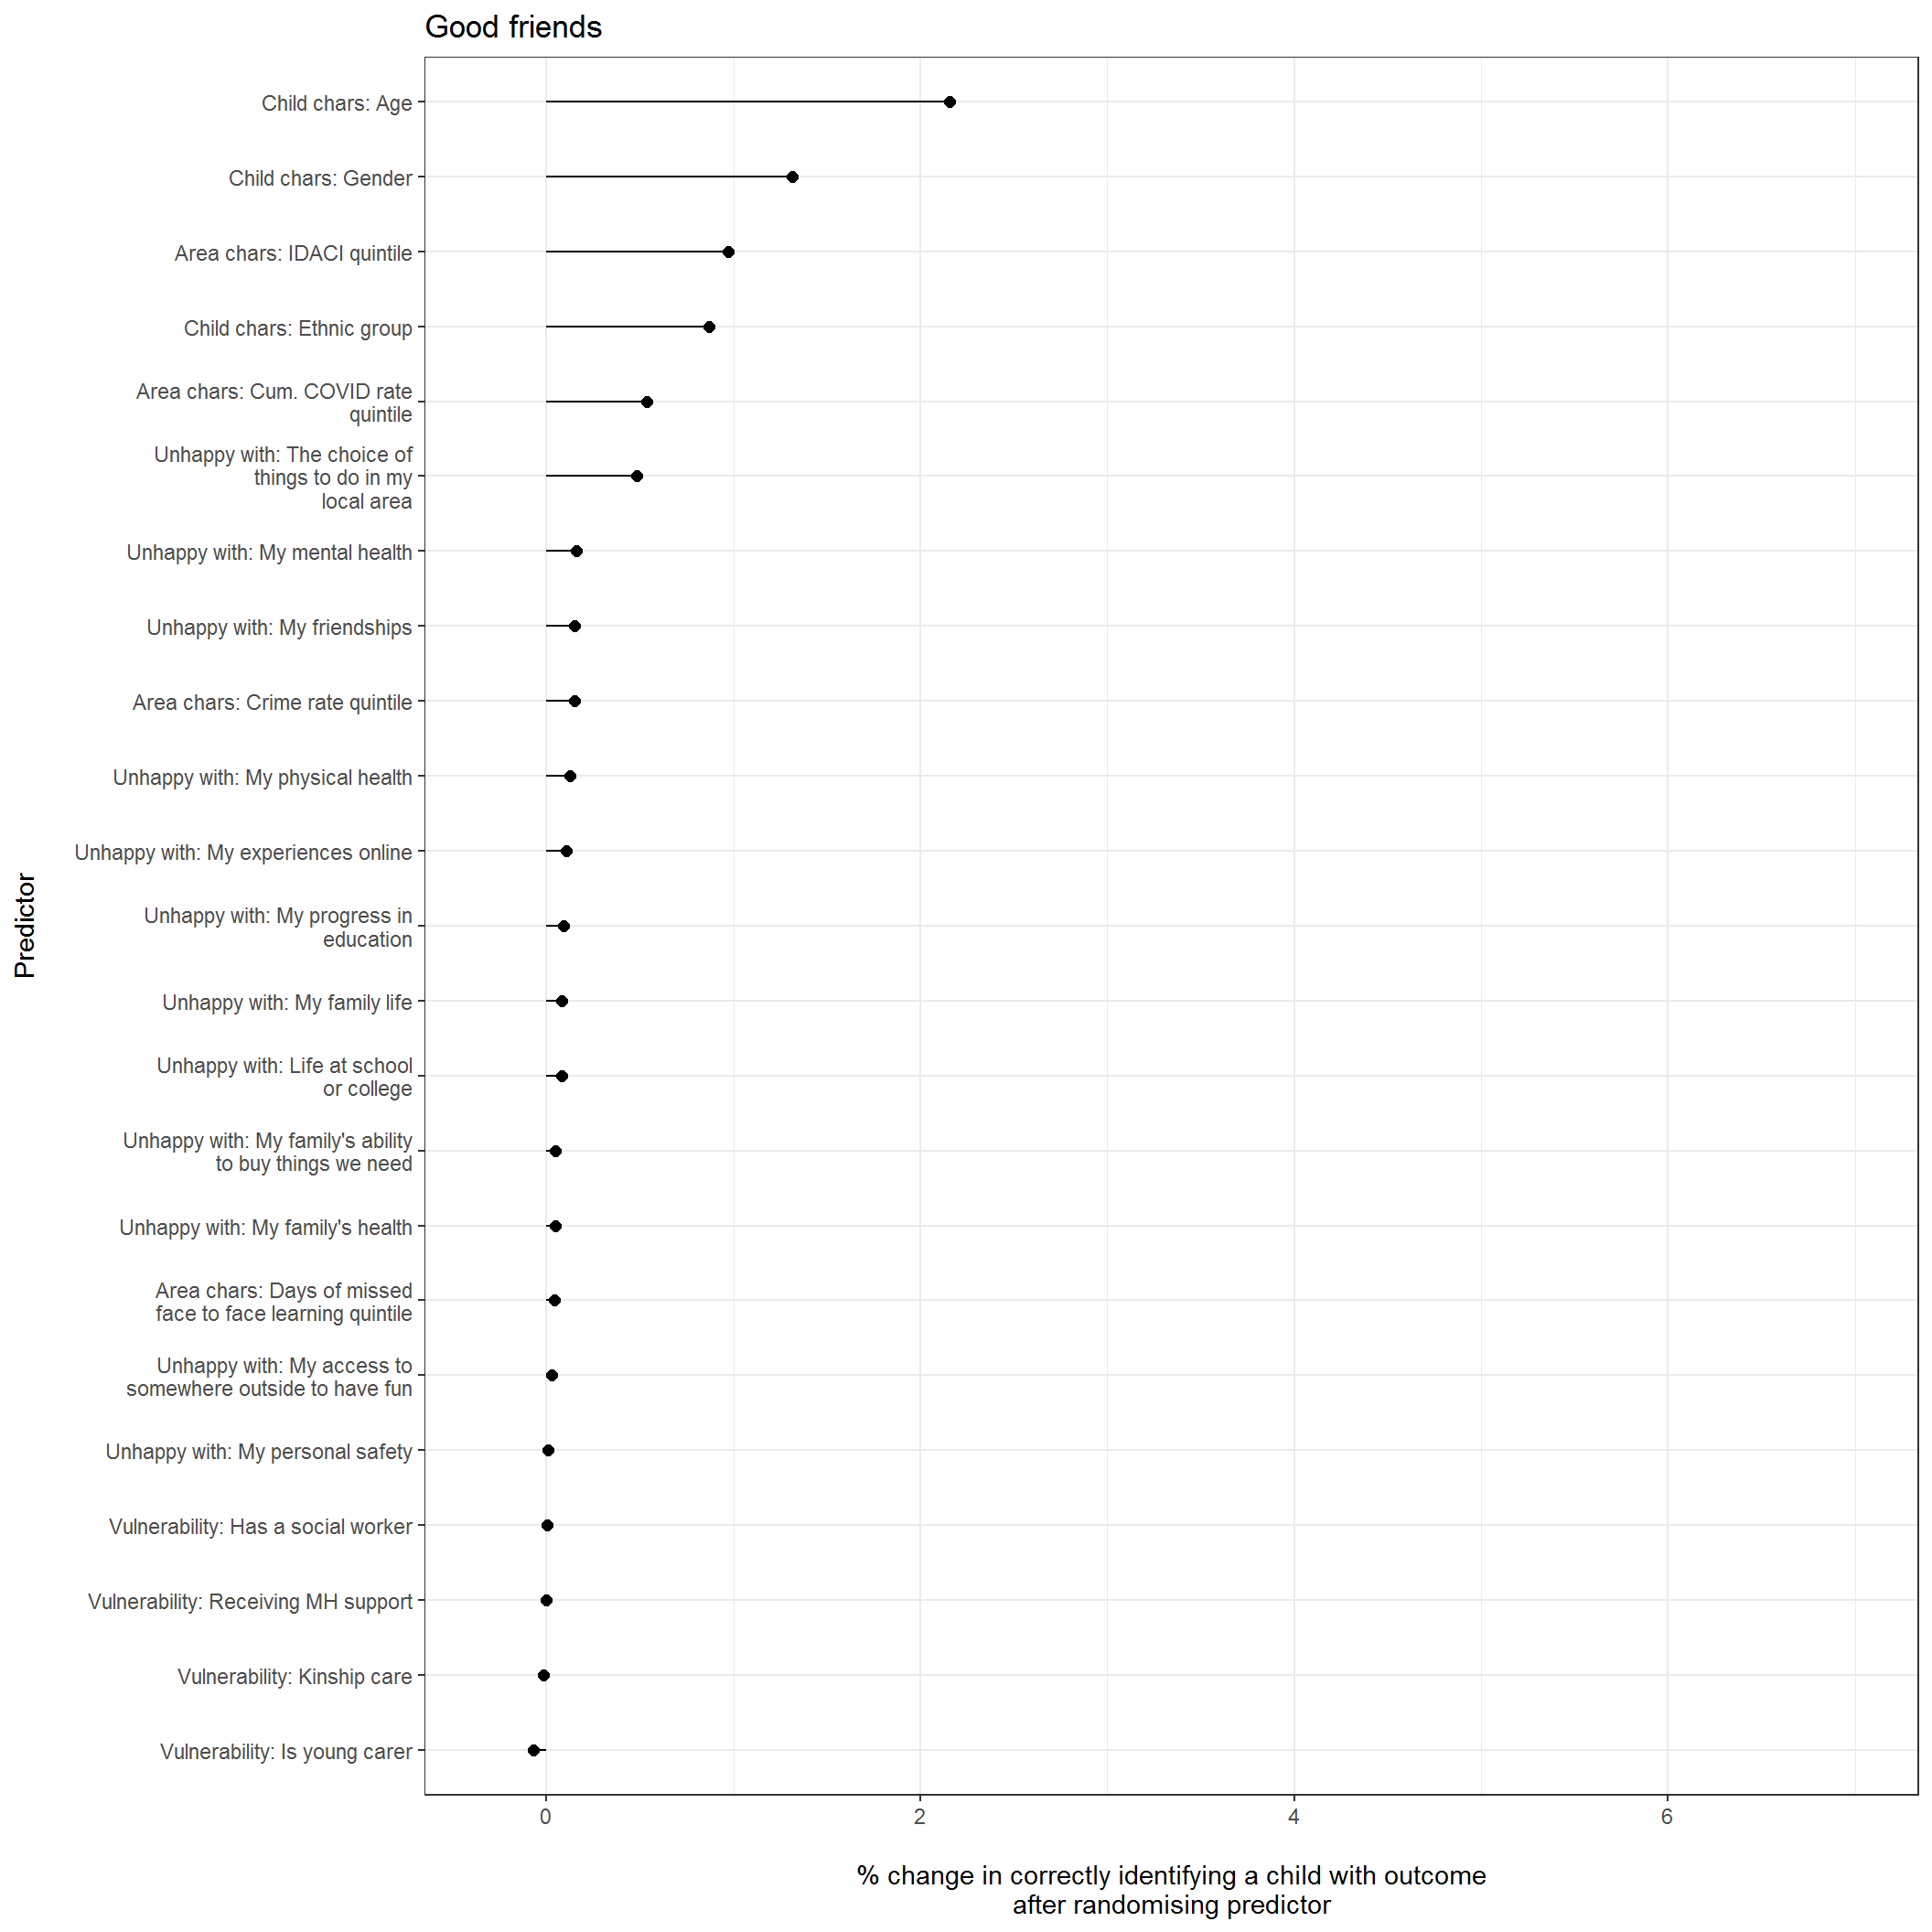 Good friends
Child chars: Age
Child chars: Gender
Area chars: IDACI quintile
Child chars: Ethnic group
Area chars: Cum. COVID rate
quintile
Unhappy with: The choice of
things to do in my
local area
Unhappy with: My mental health
Unhappy with: My friendships
Area chars: Crime rate quintile
Unhappy with: My physical health
Unhappy with: My experiences online
Unhappy with: My progress in
education
Unhappy with: My family life
Unhappy with: Life at school
or college
Unhappy with: My family's ability
to buy things we need
Unhappy with: My family's health
Area chars: Days of missed
face to face learning quintile
Unhappy with: My access to
somewhere outside to have fun
Unhappy with: My personal safety
Vulnerability: Has a social worker
Vulnerability: Receiving MH support
Vulnerability: Kinship care
Vulnerability: Is young carer
Predictor
0 2 4 6
% change in correctly identifying a child with outcome
after randomising predictor